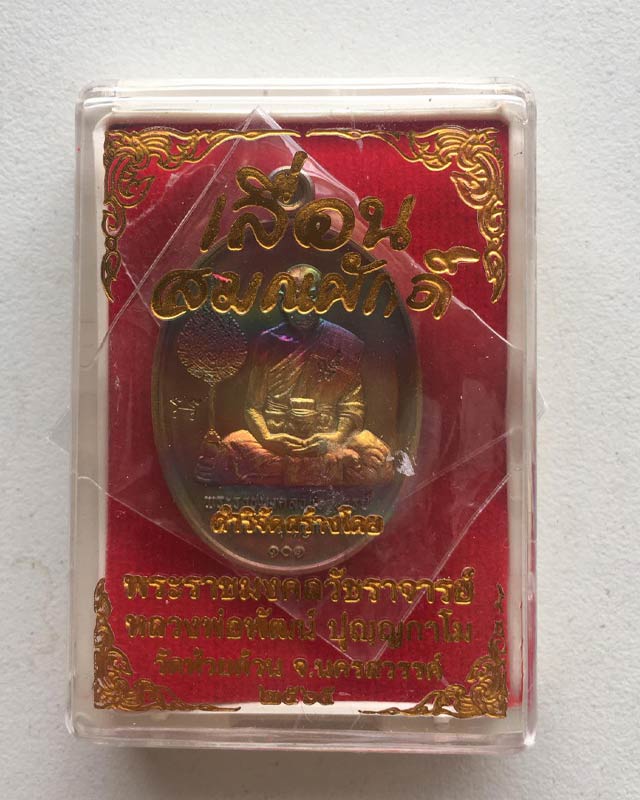 เลื่อน
สมณศักดิ์
ดำริจัดสร้างโดย
๑๐๑
พระราชมงคลวัชราจารย์
หลวงพ่อพัฒน์ ปุญญกาโม
วัดห้วยด้วน จ.นครสวรรค์
๒๕๖๕